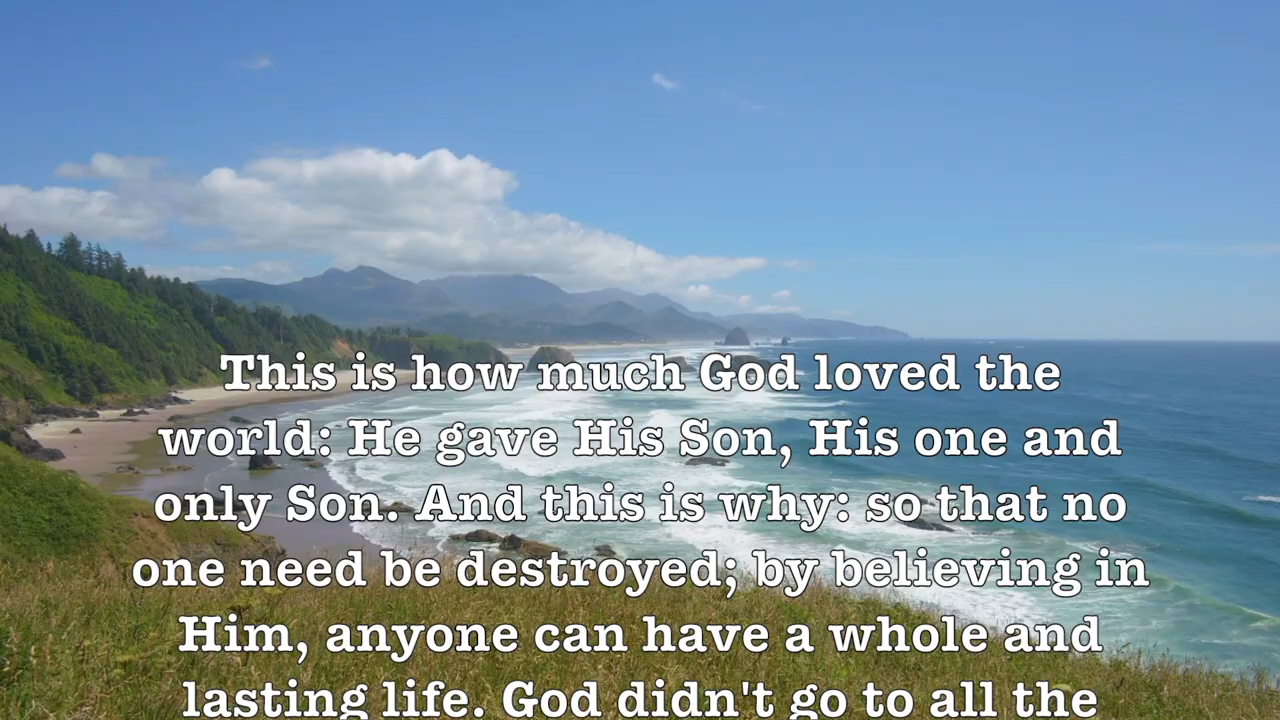 This is how much God loved the
world: He gave His Son, His one and
only Son. And this is why: so that no
one need be destroyed; by believing in
Him, anyone can have a whole and
lasting life. God didn't go to all the